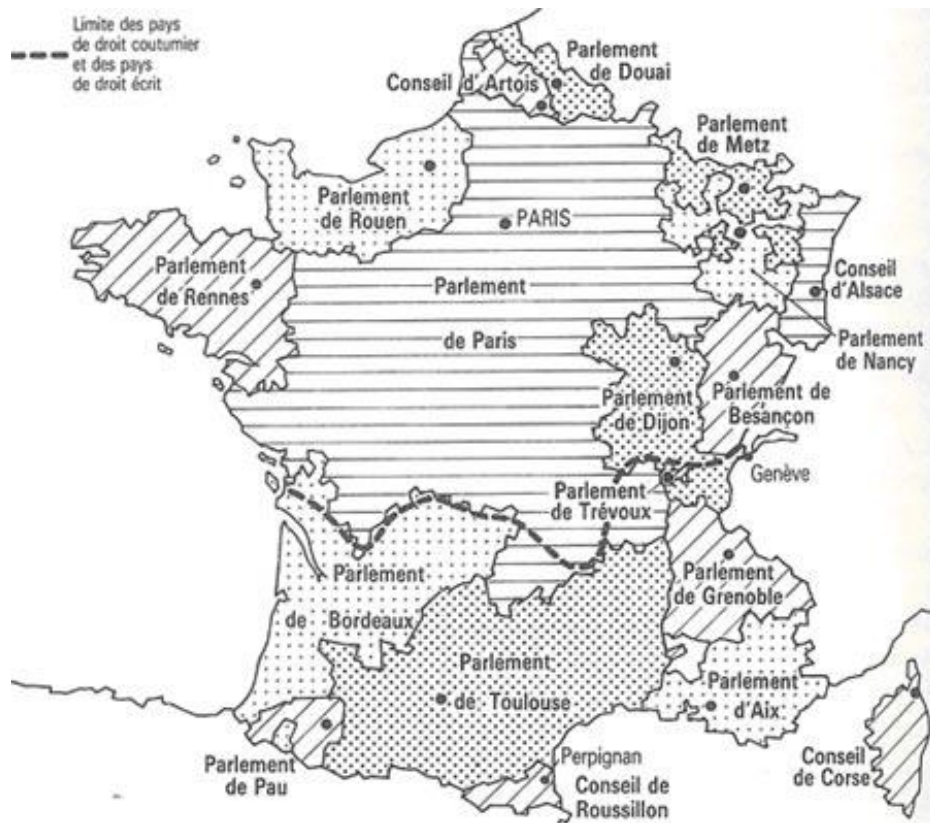 Limite des pays
de droit coutumier
et des pays
de droit écrit
Parlement
de Douai
Conseil d'Artois
Parlement
de Metz
Parlement
de Rouen
PARIS
Parlement
de Rennes
Parlement
de Paris
Conseil
d'Alsace
Parlement
de Nancy
Parlement
de Dijon
Parlement de
Besançon
Genève
Parlement
de Trévoux
Parlement
de Bordeaux
Parlement
de Grenoble
Parlement
de Toulouse
Parlement
d'Aix
Parlement
de Pau
Perpignan
Conseil de
Roussillon
Conseil
de Corse